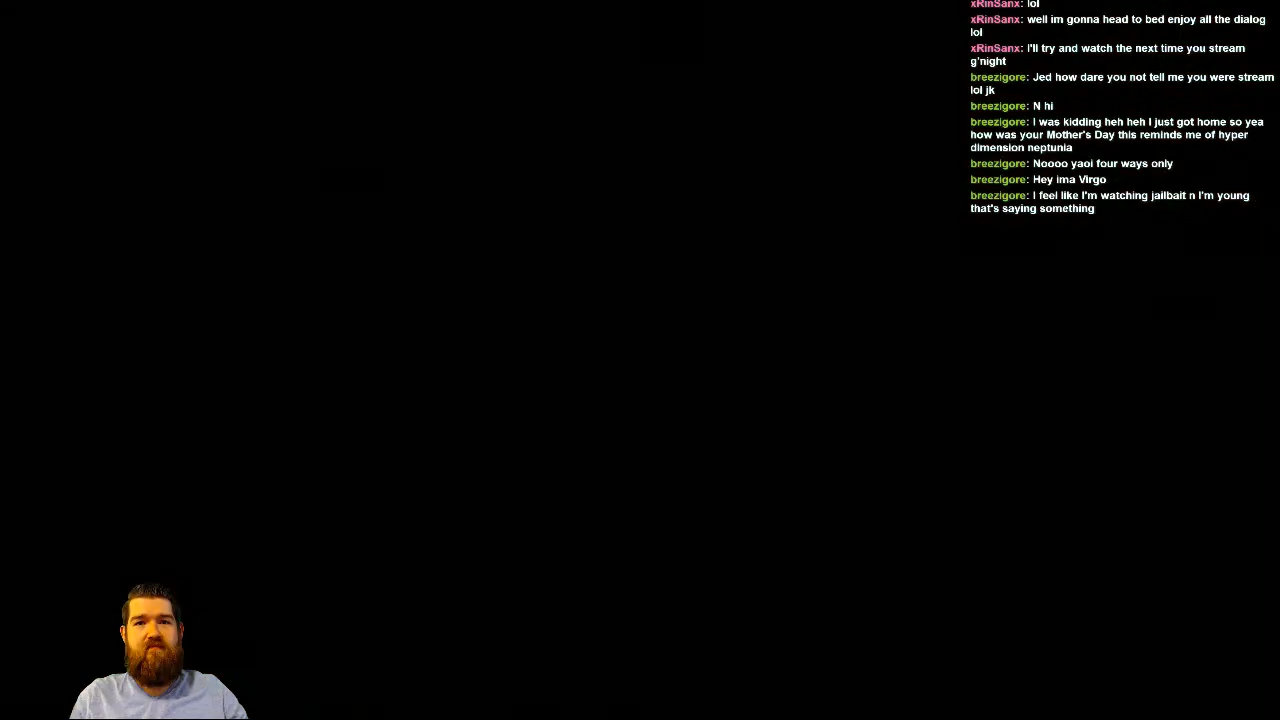 xRinSanx: lol
xRinSanx: well im gonna head to bed enjoy all the dialog
lol
xRinSanx: I'll try and watch the next time you stream
g'night
breezigore: Jed how dare you not tell me you were stream
lol jk
breezigore: N hi
breezigore: I was kidding heh heh I just got home so yea
how was your Mother's Day this reminds me of hyper
dimension neptunia
breezigore: Noooo yaoi four ways only
breezigore: Hey ima Virgo
breezigore: I feel like I'm watching jailbait n I'm young
that's saying something